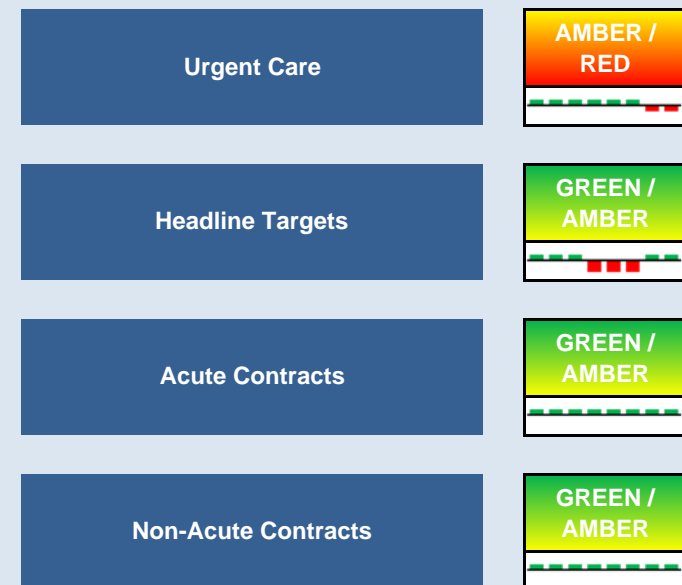 Urgent Care
AMBER /
RED
Headline Targets
GREEN /
AMBER
Acute Contracts
GREEN /
AMBER
Non-Acute Contracts
GREEN /
AMBER